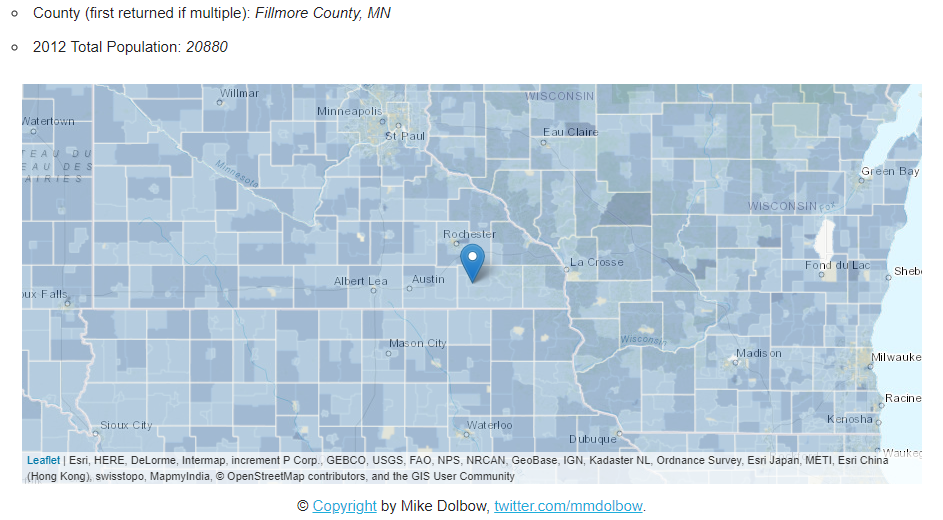 County (first returned if multiple): Fillmore County, MN
2012 Total Population: 20880
Willmar
WISCONSIN
Minneapolis
Watertown
St Paul
Eau Claire
TEAU DU
EAU DES
AIRIES
Minnesota
Green Bay
WISCONSIN
Rochester
La Crosse
Fond du Lac
Sheb
Albert Lea
Austin
oux Falls
Wisconsin
Mason City
Madison
Milwauke
Racine
Sioux City
Waterloo
Kenosha
Dubuque
Wauke
Leaflet | Esri, HERE, DeLorme, Intermap, increment P Corp., GEBCO, USGS, FAO, NPS, NRCAN, GeoBase, IGN, Kadaster NL, Ordnance Survey, Esri Japan, METI, Esri China
(Hong Kong), swisstopo, MapmyIndia, © OpenStreetMap contributors, and the GIS User Community
© Copyright by Mike Dolbow, twitter.com/mmdolbow.